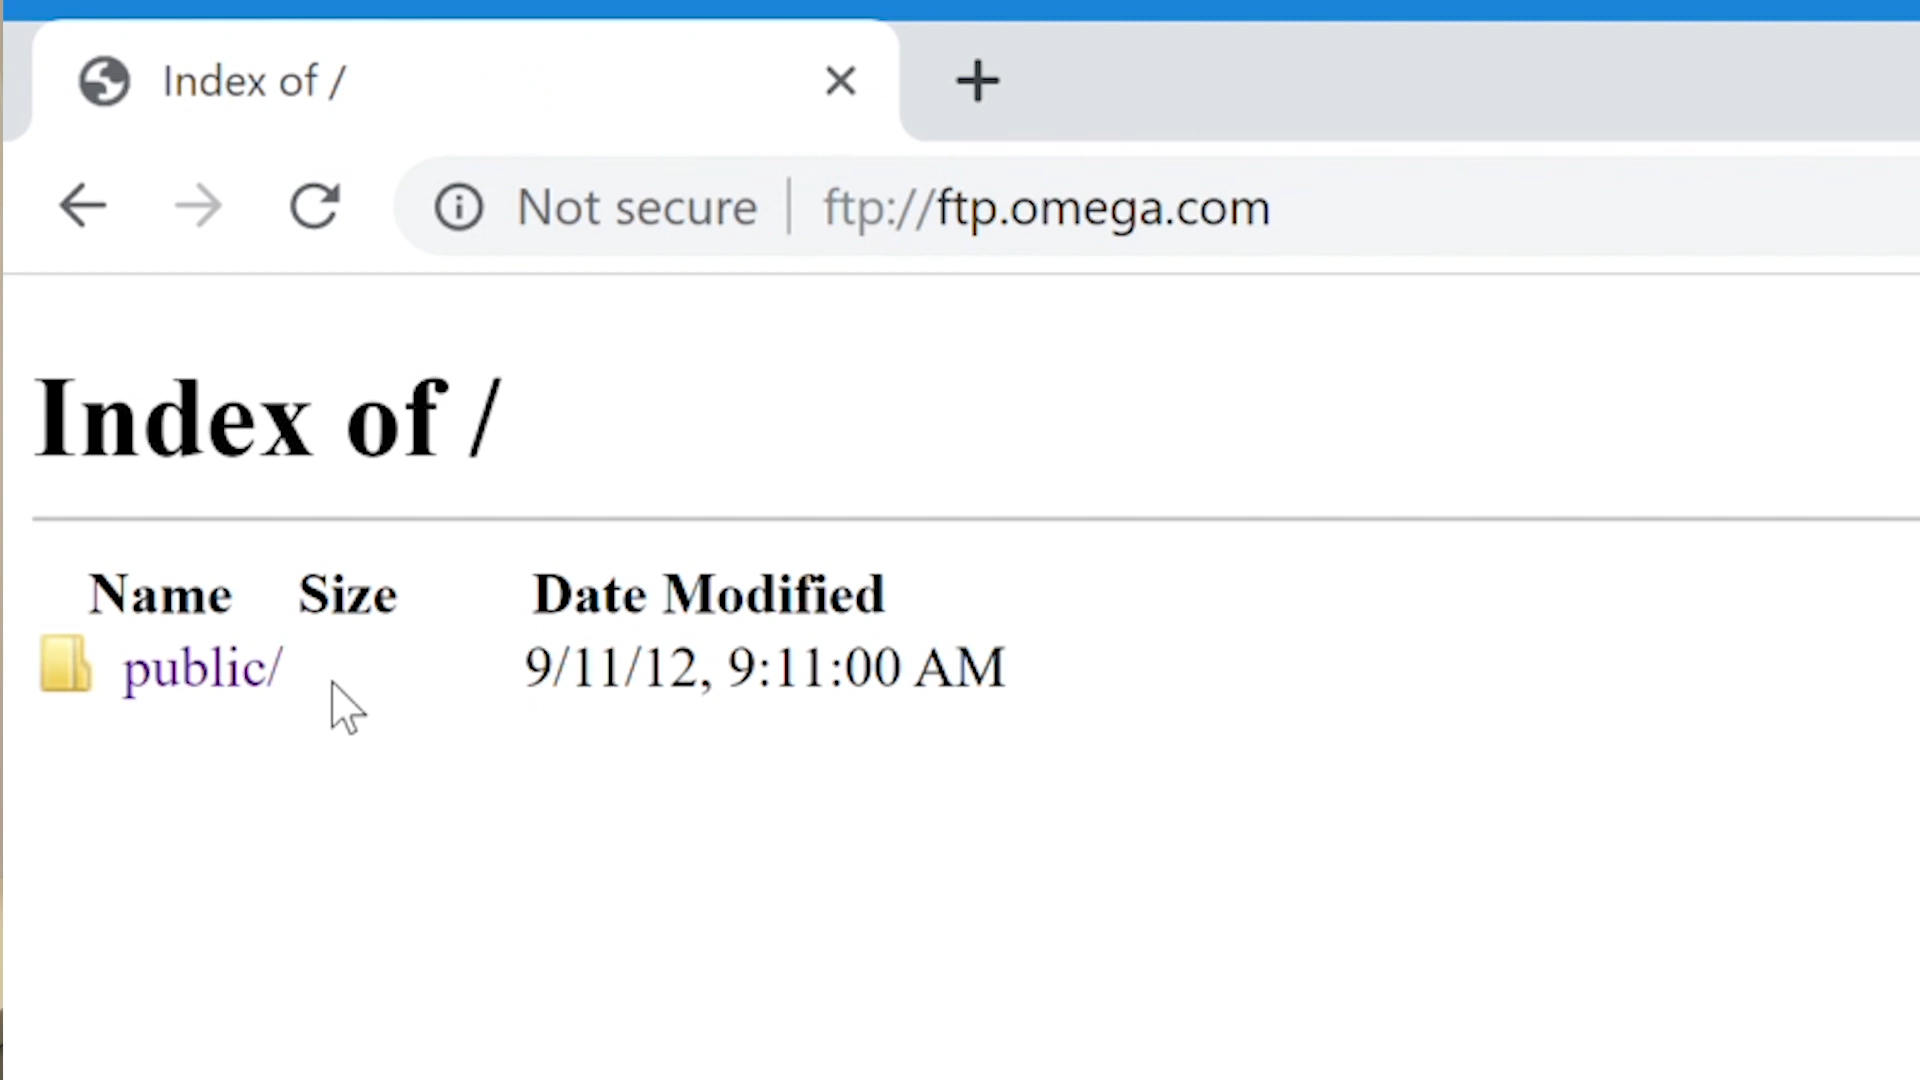 Index of /
Not secure | ftp://ftp.omega.com
Index of /
Name Size Date Modified
public/ 9/11/12, 9:11:00 AM